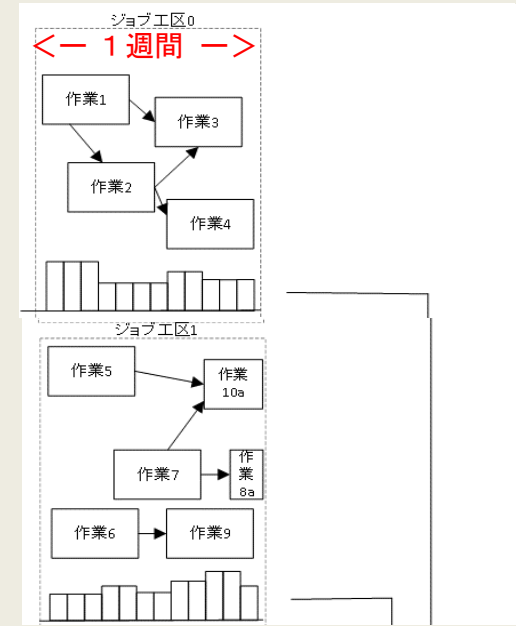 ジョブ工区0
<ー １週間 ー>
作業1
作業3
作業2
作業4
ジョブ工区1
作業5
作業
10a
作業7
作
業
8a
作業6
作業9